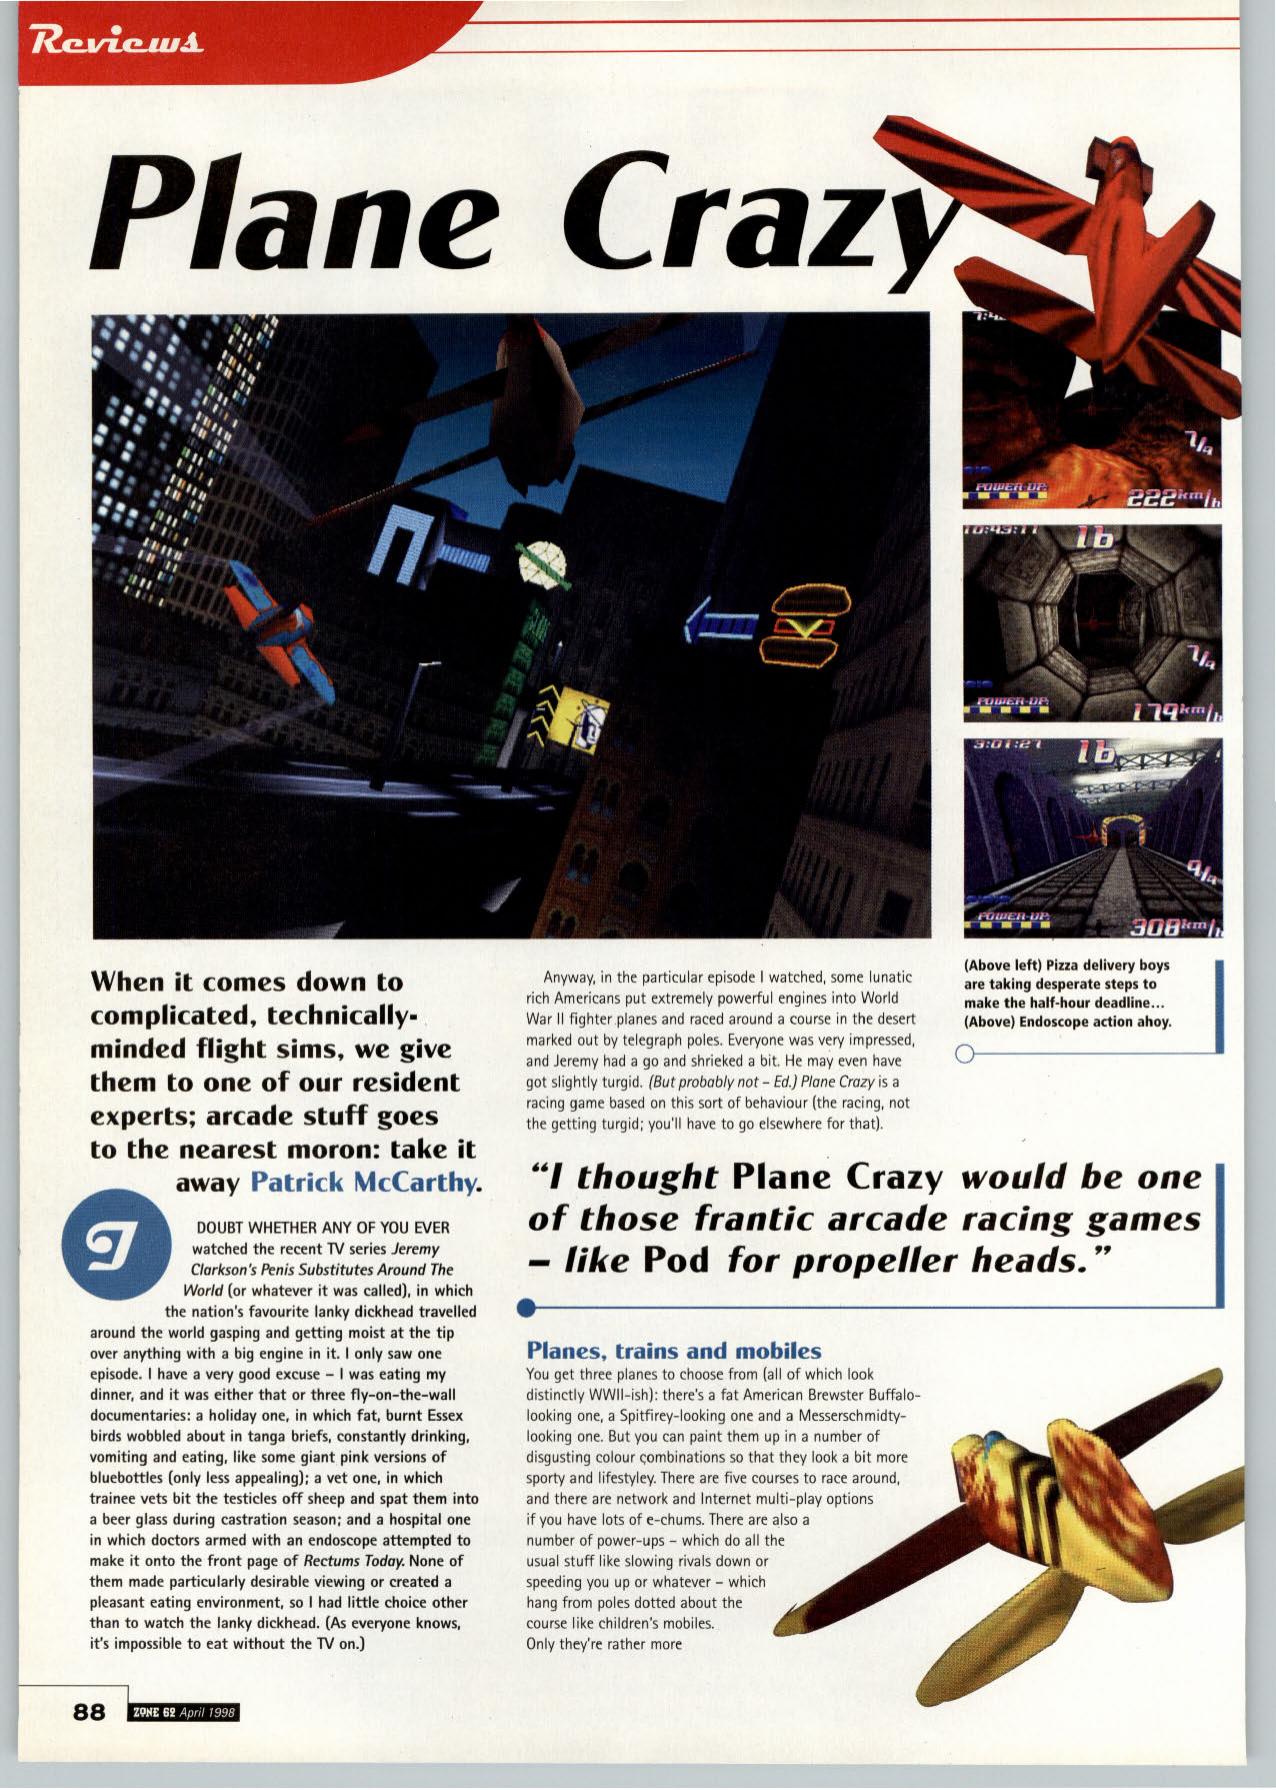 Reviews
Plane Crazy
7:4
7/9
POWER-UP:
222km/h
10:49:11
1b
7/9
POWER-UP:
179km/h
3:01:21
1b
9/9
POWER-UP:
308km/h
(Above left) Pizza delivery boys
are taking desperate steps to
make the half-hour deadline...
(Above) Endoscope action ahoy.
When it comes down to
complicated, technically-
minded flight sims, we give
them to one of our resident
experts; arcade stuff goes
to the nearest moron: take it
away Patrick McCarthy.
I DOUBT WHETHER ANY OF YOU EVER
watched the recent TV series Jeremy
Clarkson's Penis Substitutes Around The
World (or whatever it was called), in which
the nation's favourite lanky dickhead travelled
around the world gasping and getting moist at the tip
over anything with a big engine in it. I only saw one
episode. I have a very good excuse – I was eating my
dinner, and it was either that or three fly-on-the-wall
documentaries: a holiday one, in which fat, burnt Essex
birds wobbled about in tanga briefs, constantly drinking,
vomiting and eating, like some giant pink versions of
bluebottles (only less appealing); a vet one, in which
trainee vets bit the testicles off sheep and spat them into
a beer glass during castration season; and a hospital one
in which doctors armed with an endoscope attempted to
make it onto the front page of Rectums Today. None of
them made particularly desirable viewing or created a
pleasant eating environment, so I had little choice other
than to watch the lanky dickhead. (As everyone knows,
it's impossible to eat without the TV on.)
Anyway, in the particular episode I watched, some lunatic
rich Americans put extremely powerful engines into World
War II fighter planes and raced around a course in the desert
marked out by telegraph poles. Everyone was very impressed,
and Jeremy had a go and shrieked a bit. He may even have
got slightly turgid. (But probably not – Ed.) Plane Crazy is a
racing game based on this sort of behaviour (the racing, not
the getting turgid; you'll have to go elsewhere for that).
“I thought Plane Crazy would be one
of those frantic arcade racing games
– like Pod for propeller heads.”
Planes, trains and mobiles
You get three planes to choose from (all of which look
distinctly WWII-ish): there's a fat American Brewster Buffalo-
looking one, a Spitfirey-looking one and a Messerschmidty-
looking one. But you can paint them up in a number of
disgusting colour combinations so that they look a bit more
sporty and lifestyley. There are five courses to race around,
and there are network and Internet multi-play options
if you have lots of e-chums. There are also a
number of power-ups – which do all the
usual stuff like slowing rivals down or
speeding you up or whatever – which
hang from poles dotted about the
course like children's mobiles.
Only they're rather more
88
ZONE 62 April 1998